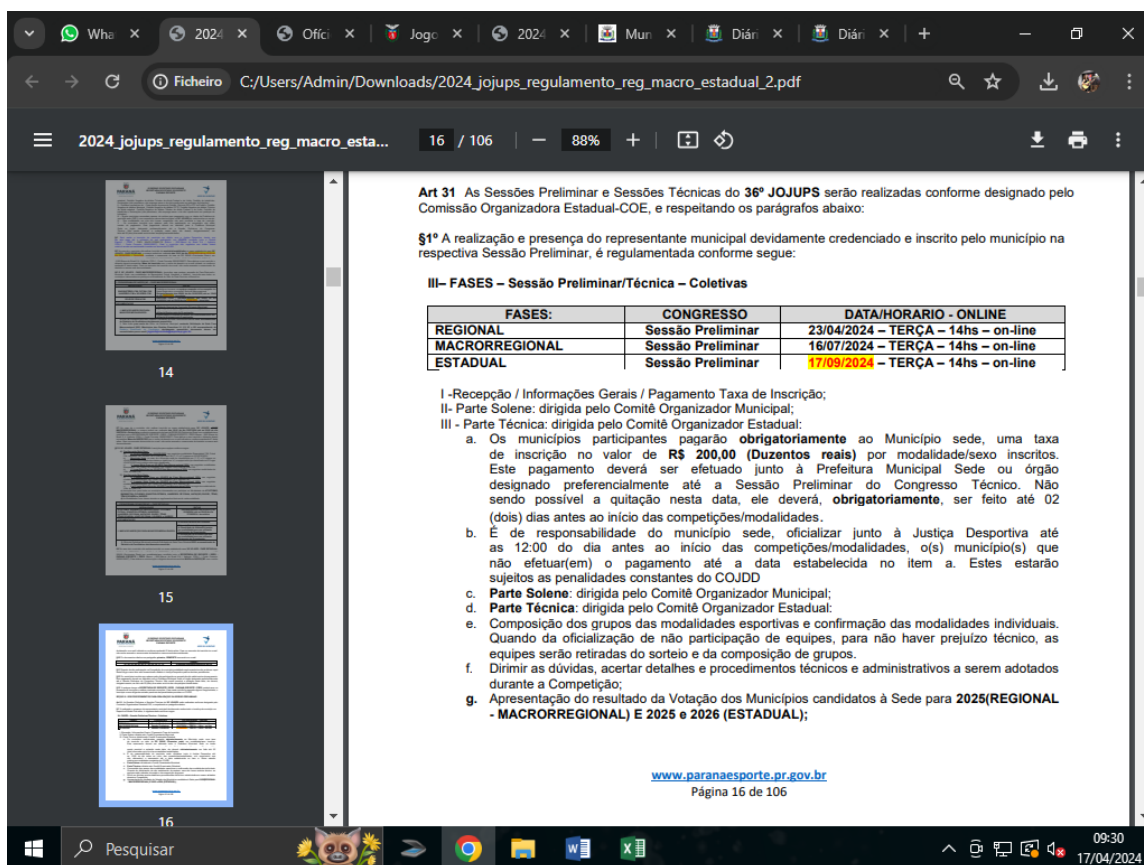 Wha
2024
Ofíci
Jogo
2024
Mun
Diári
Diári
Ficheiro C:/Users/Admin/Downloads/2024_jojups_regulamento_reg_macro_estadual_2.pdf
2024_jojups_regulamento_reg_macro_esta... 16 / 106 88%
14
15
16
Art 31 As Sessões Preliminar e Sessões Técnicas do 36º JOJUPS serão realizadas conforme designado pelo
Comissão Organizadora Estadual-COE, e respeitando os parágrafos abaixo:
§1º A realização e presença do representante municipal devidamente credenciado e inscrito pelo município na
respectiva Sessão Preliminar, é regulamentada conforme segue:
III– FASES – Sessão Preliminar/Técnica – Coletivas
FASES: CONGRESSO DATA/HORARIO - ONLINE
REGIONAL Sessão Preliminar 23/04/2024 – TERÇA – 14hs – on-line
MACRORREGIONAL Sessão Preliminar 16/07/2024 – TERÇA – 14hs – on-line
ESTADUAL Sessão Preliminar 17/09/2024 – TERÇA – 14hs – on-line
I -Recepção / Informações Gerais / Pagamento Taxa de Inscrição;
II- Parte Solene: dirigida pelo Comitê Organizador Municipal;
III - Parte Técnica: dirigida pelo Comitê Organizador Estadual:
a. Os municípios participantes pagarão obrigatoriamente ao Município sede, uma taxa
de inscrição no valor de R$ 200,00 (Duzentos reais) por modalidade/sexo inscritos.
Este pagamento deverá ser efetuado junto à Prefeitura Municipal Sede ou órgão
designado preferencialmente até a Sessão Preliminar do Congresso Técnico. Não
sendo possível a quitação nesta data, ele deverá, obrigatoriamente, ser feito até 02
(dois) dias antes ao início das competições/modalidades.
b. É de responsabilidade do município sede, oficializar junto à Justiça Desportiva até
as 12:00 do dia antes ao início das competições/modalidades, o(s) município(s) que
não efetuar(em) o pagamento até a data estabelecida no item a. Estes estarão
sujeitos as penalidades constantes do COJDD
c. Parte Solene: dirigida pelo Comitê Organizador Municipal;
d. Parte Técnica: dirigida pelo Comitê Organizador Estadual:
e. Composição dos grupos das modalidades esportivas e confirmação das modalidades individuais.
Quando da oficialização de não participação de equipes, para não haver prejuízo técnico, as
equipes serão retiradas do sorteio e da composição de grupos.
f. Dirimir as dúvidas, acertar detalhes e procedimentos técnicos e administrativos a serem adotados
durante a Competição;
g. Apresentação do resultado da Votação dos Municípios candidatos à Sede para 2025(REGIONAL
- MACRORREGIONAL) E 2025 e 2026 (ESTADUAL);
www.paranaesporte.pr.gov.br
Página 16 de 106
Pesquisar
09:30
17/04/2024